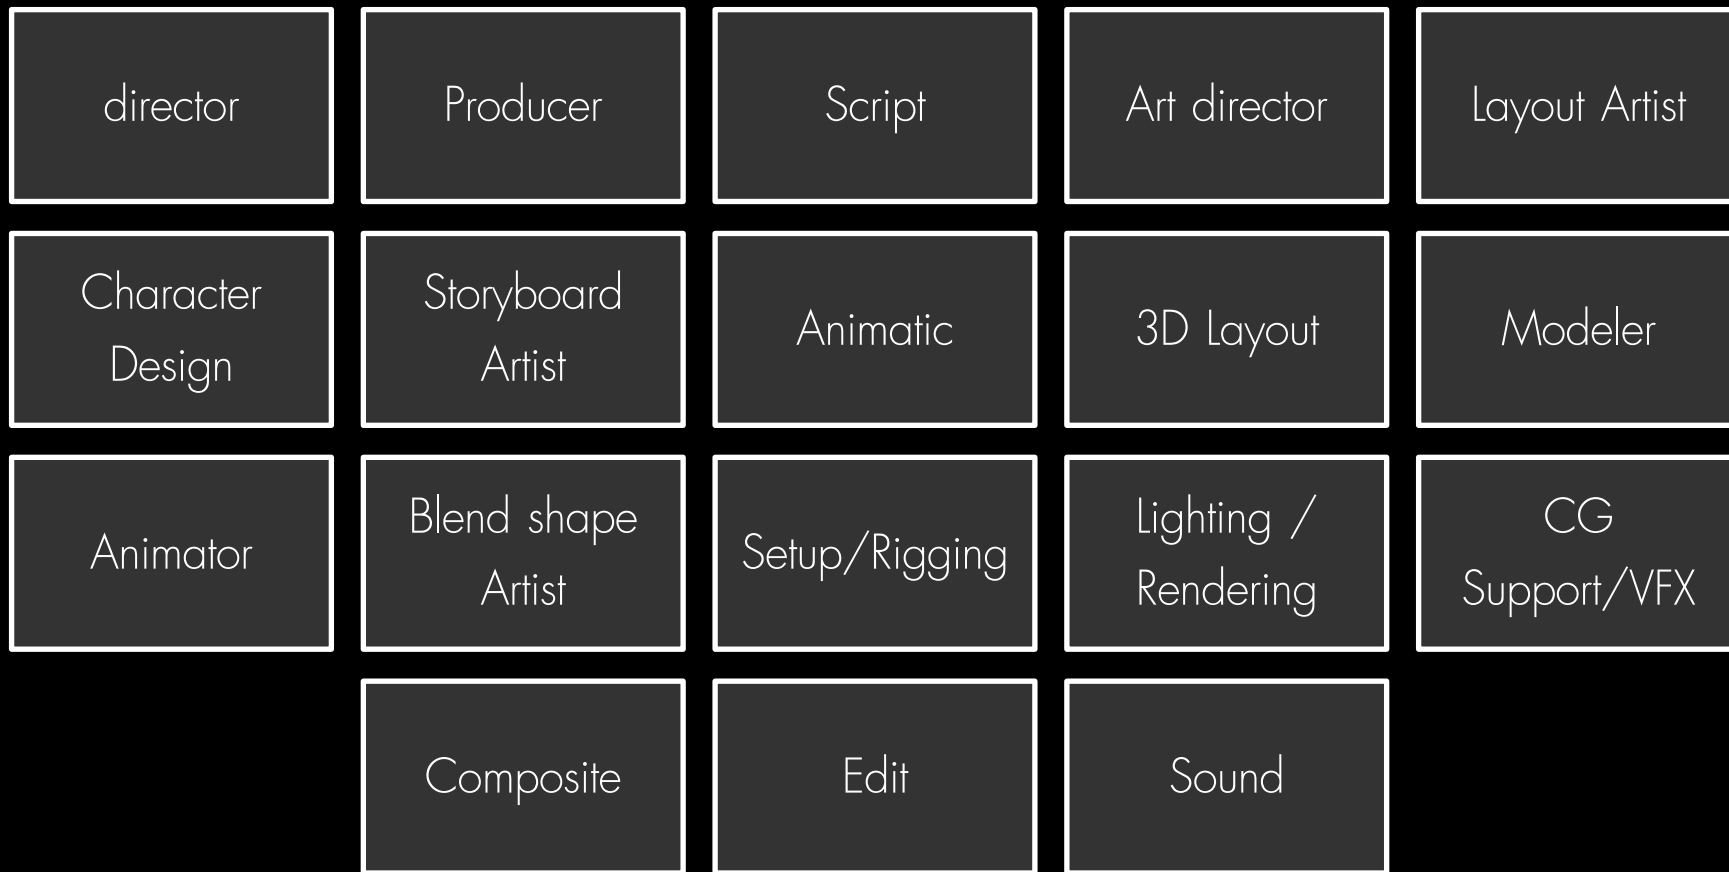 director
Producer
Script
Art director
Layout Artist
Character
Design
Storyboard
Artist
Animatic
3D Layout
Modeler
Animator
Blend shape
Artist
Setup/Rigging
Lighting /
Rendering
CG
Support/VFX
Composite
Edit
Sound